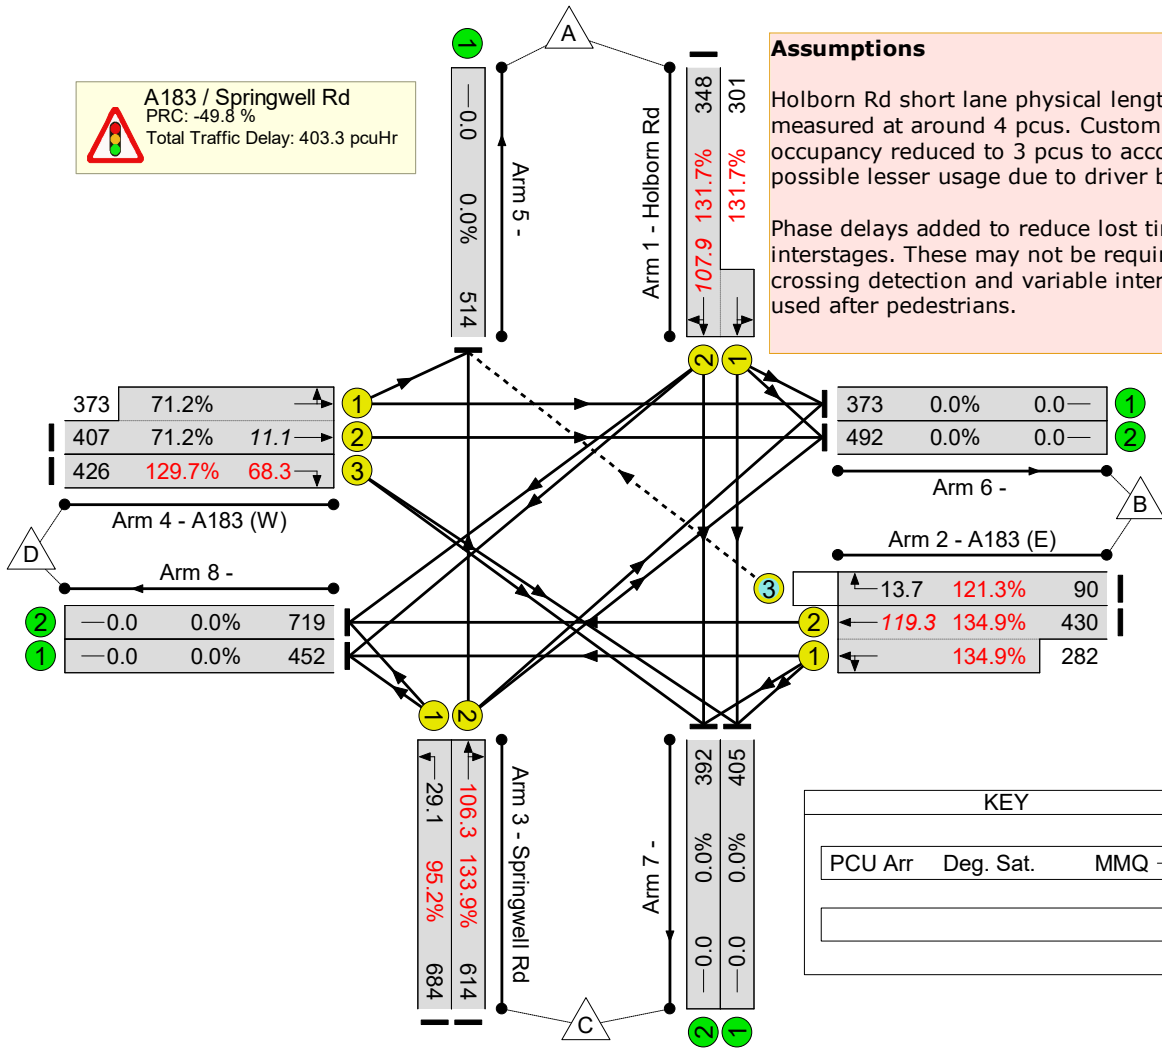 A183 / Springwell Rd
PRC: -49.8 %
Total Traffic Delay: 403.3 pcuHr
1
—0.0 0.0% 514
Arm 5 -
A
Arm 1 - Holborn Rd
348 131.7% 107.9
301 131.7%
2
1
Assumptions
Holborn Rd short lane physical lengt
measured at around 4 pcus. Custom
occupancy reduced to 3 pcus to acco
possible lesser usage due to driver b
Phase delays added to reduce lost ti
interstages. These may not be requir
crossing detection and variable inter
used after pedestrians.
373 71.2% 1
407 71.2% 11.1 2
426 129.7% 68.3 3
Arm 4 - A183 (W)
D
Arm 8 -
2 —0.0 0.0% 719
1 —0.0 0.0% 452
373 0.0% 0.0— 1
492 0.0% 0.0— 2
Arm 6 -
B
Arm 2 - A183 (E)
3 13.7 121.3% 90
2 119.3 134.9% 430
1 134.9% 282
1
2
29.1 95.2% 684
106.3 133.9% 614
Arm 3 - Springwell Rd
C
Arm 7 -
392 0.0% —0.0
405 0.0% —0.0
2
1
KEY
PCU Arr Deg. Sat. MMQ